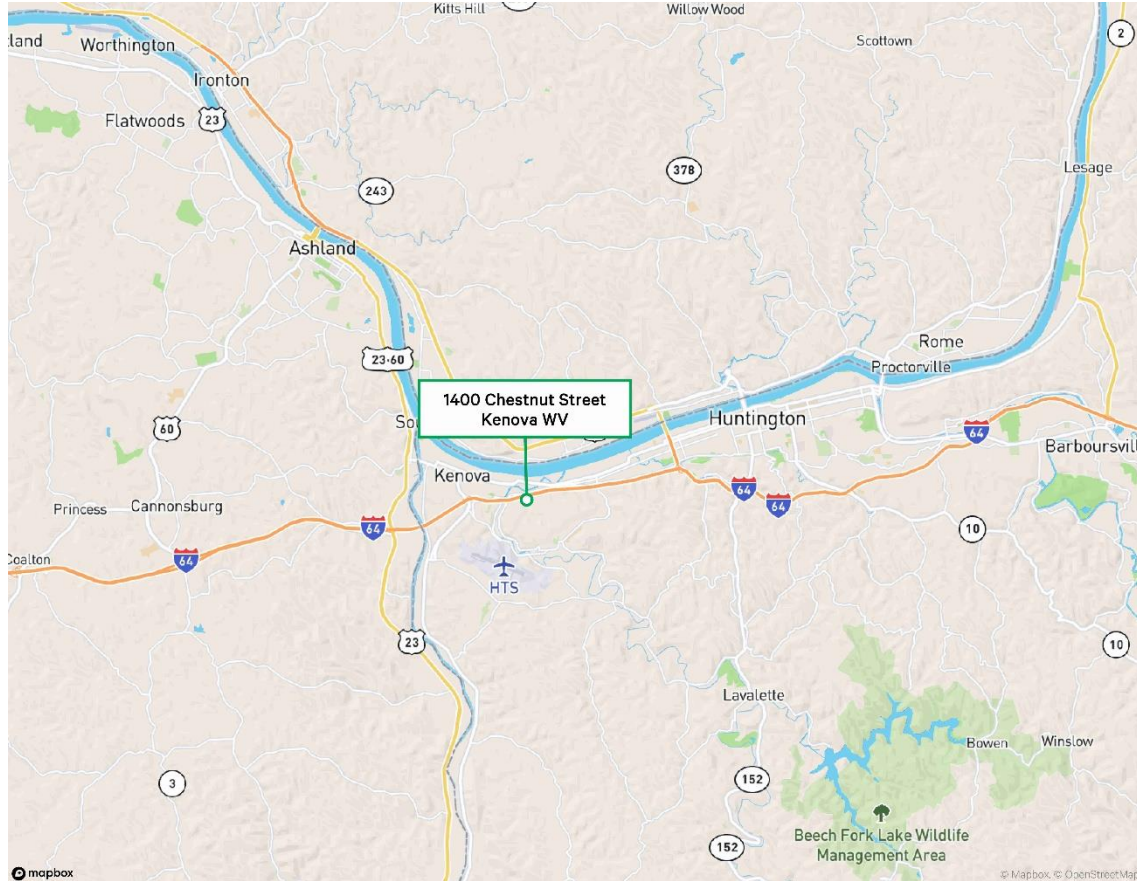 Kitts Hill
Willow Wood
Scottown
2
tland
Worthington
Ironton
Flatwoods
23
243
378
Lesage
Ashland
23·60
Rome
Proctorville
1400 Chestnut Street
Kenova WV
Sou
Huntington
60
64
Barboursvill
Kenova
64
64
Princess
Cannonsburg
64
10
Coalton
64
HTS
23
10
Lavalette
Bowen
Winslow
3
152
Beech Fork Lake Wildlife
Management Area
152
mapbox
© Mapbox, © OpenStreetMap